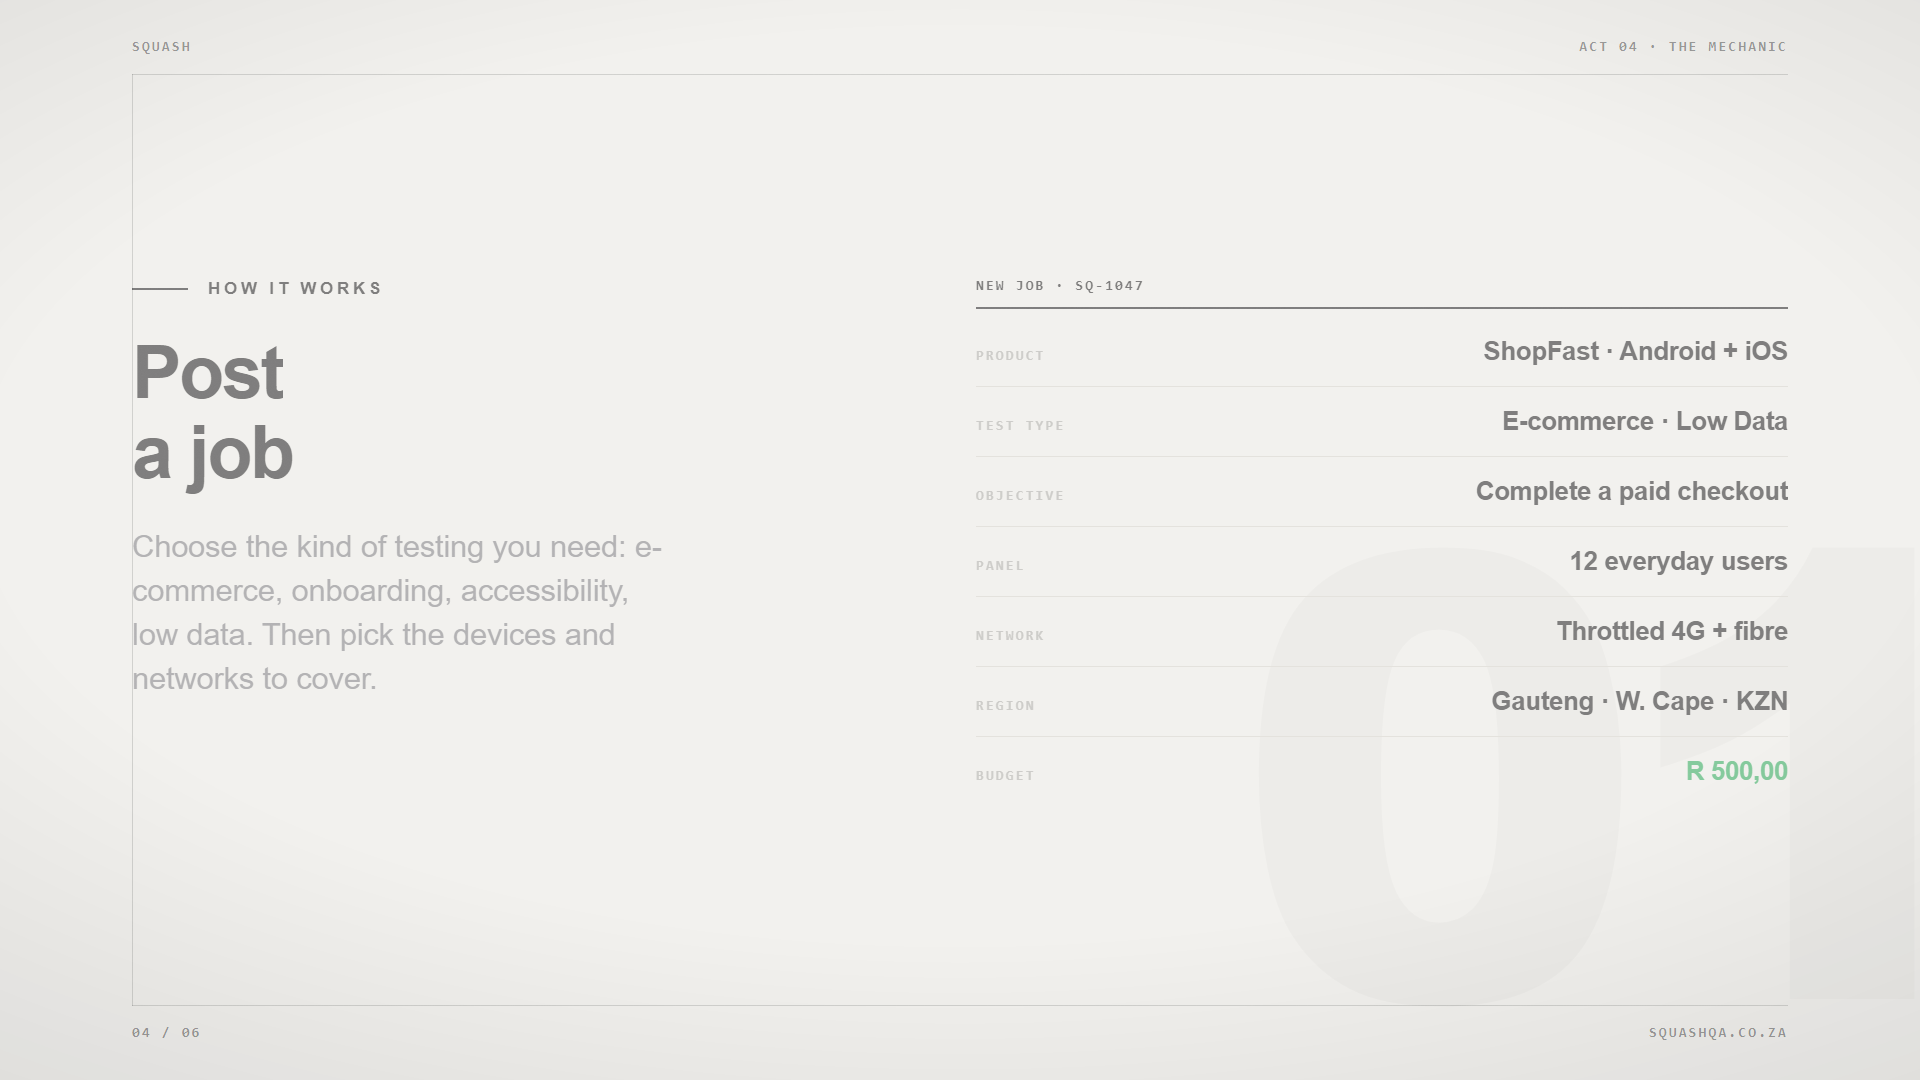 SQUASH
ACT 04 · THE MECHANIC
HOW IT WORKS
Post
a job
Choose the kind of testing you need: e-
commerce, onboarding, accessibility,
low data. Then pick the devices and
networks to cover.
NEW JOB · SQ-1047
PRODUCT ShopFast · Android + iOS
TEST TYPE E-commerce · Low Data
OBJECTIVE Complete a paid checkout
PANEL 12 everyday users
NETWORK Throttled 4G + fibre
REGION Gauteng · W. Cape · KZN
BUDGET R 500,00
01
04 / 06
SQUASHQA.CO.ZA